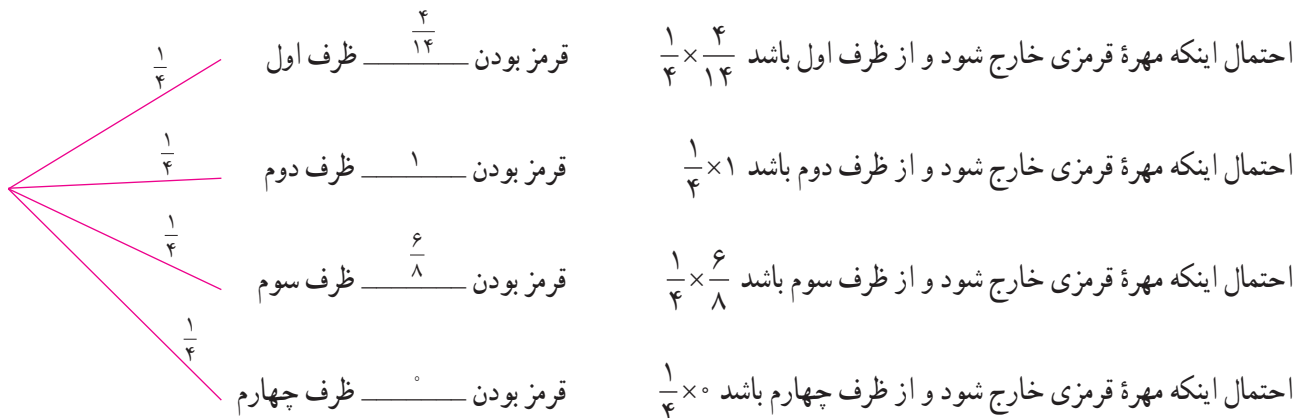 احتمال اینکه مهرهٔ قرمزی خارج شود و از ظرف اول باشد ۱/۴ × ۴/۱۴ قرمز بودن ۴/۱۴ ظرف اول ۱/۴
احتمال اینکه مهرهٔ قرمزی خارج شود و از ظرف دوم باشد ۱/۴ × ۱ قرمز بودن ۱ ظرف دوم ۱/۴
احتمال اینکه مهرهٔ قرمزی خارج شود و از ظرف سوم باشد ۱/۴ × ۶/۸ قرمز بودن ۶/۸ ظرف سوم ۱/۴
احتمال اینکه مهرهٔ قرمزی خارج شود و از ظرف چهارم باشد ۱/۴ × ۰ قرمز بودن ۰ ظرف چهارم ۱/۴